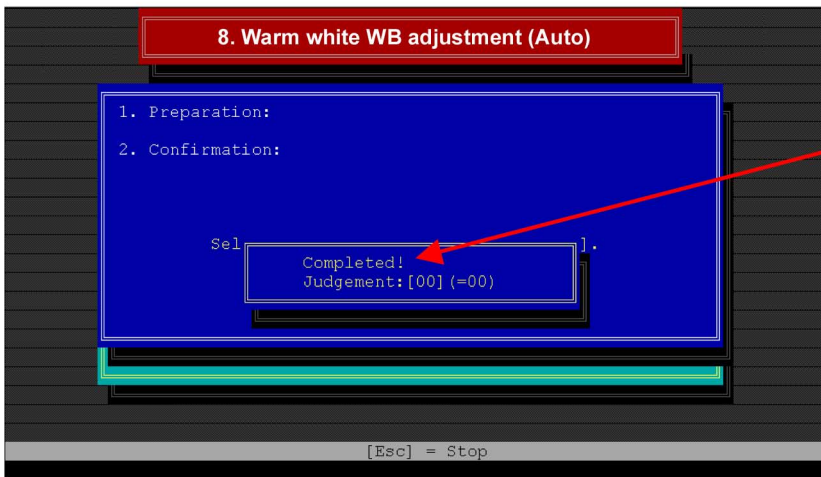 8. Warm white WB adjustment (Auto)
1. Preparation:
2. Confirmation:
Sel ].
Completed!
Judgement:[00](=00)
[Esc] = Stop